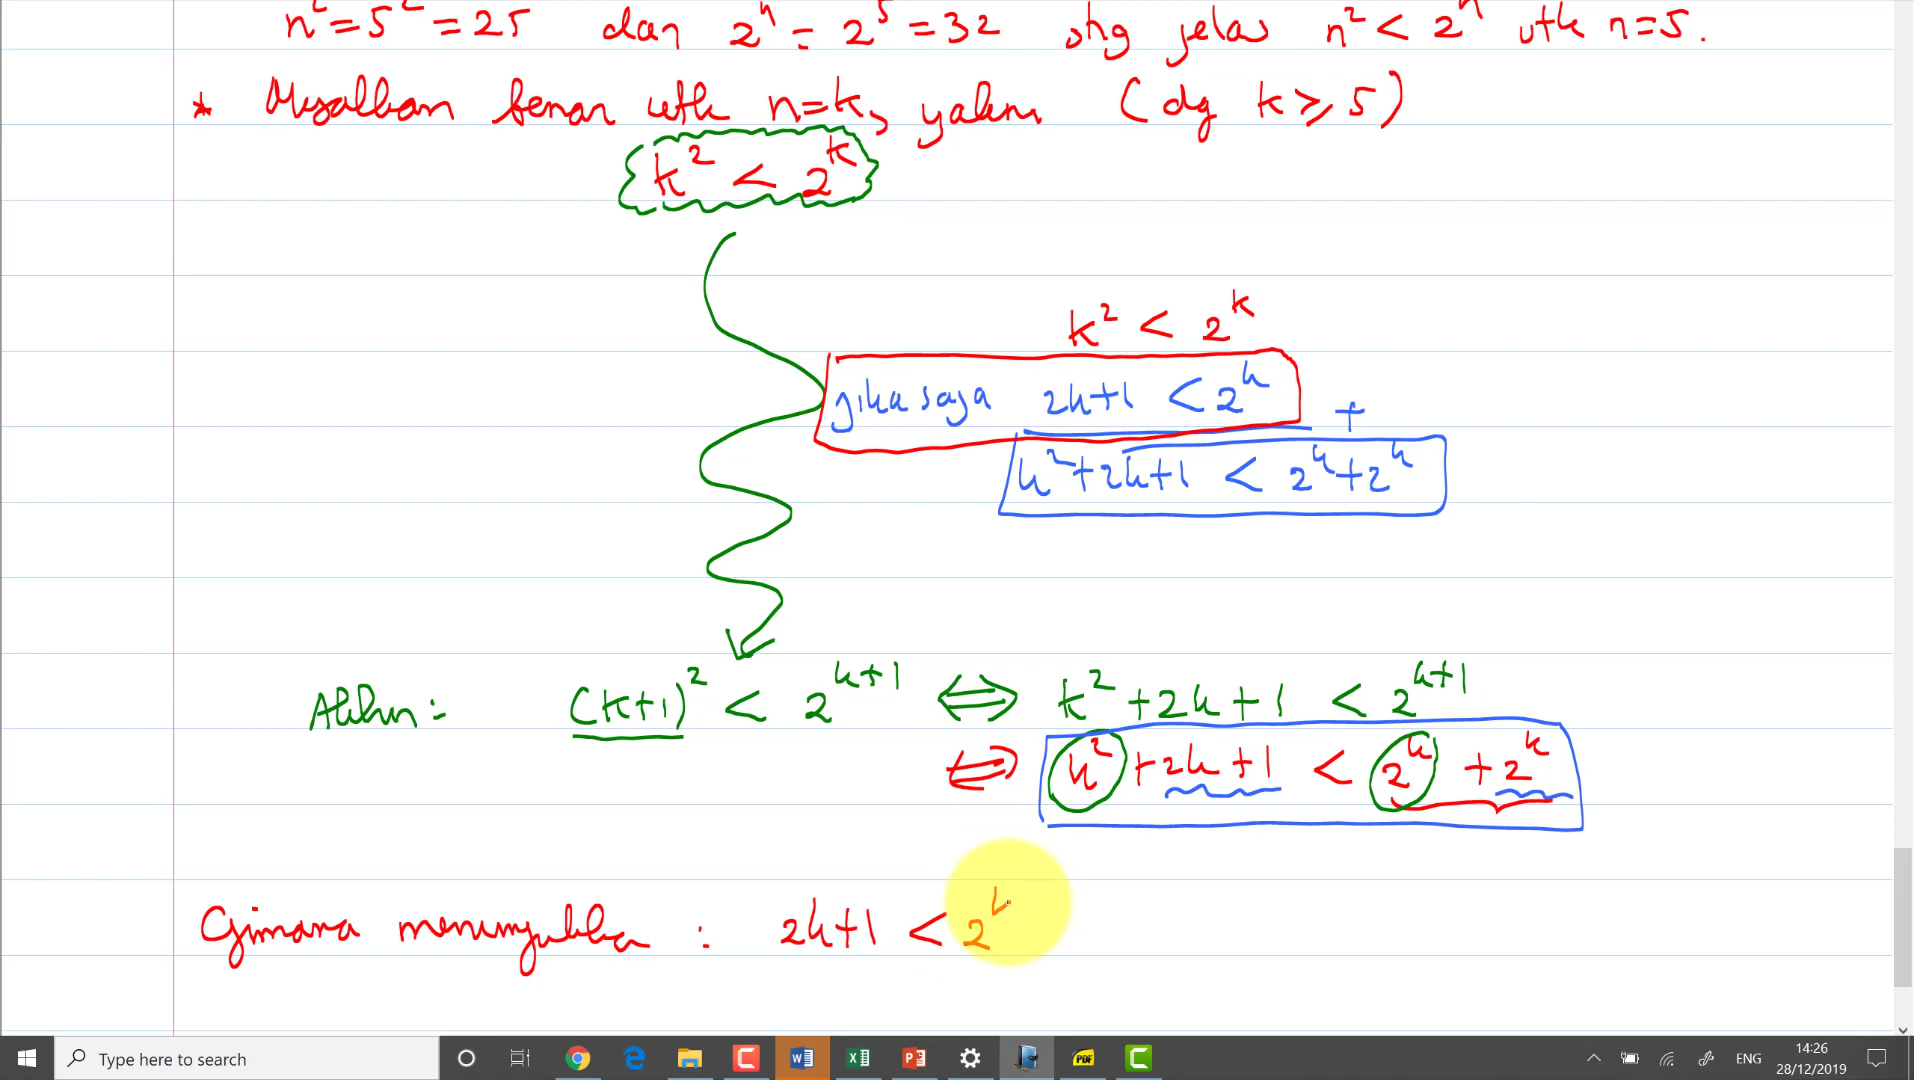 n² = 5² = 25 dan 2ⁿ = 2⁵ = 32 shg jelas n² < 2ⁿ utk n=5.
* Misalkan benar utk n=k, yakni (dg k ≥ 5)
k² < 2ᵏ
k² < 2ᵏ
jika saja 2k+1 < 2ᵏ +
k²+2k+1 < 2ᵏ+2ᵏ
Akhir: (k+1)² < 2ᵏ⁺¹ ⇔ k²+2k+1 < 2ᵏ⁺¹
⇔ k²+2k+1 < 2ᵏ+2ᵏ
Gimana menunjukka : 2k+1 < 2ᵏ
Type here to search
ENG
14:26
28/12/2019